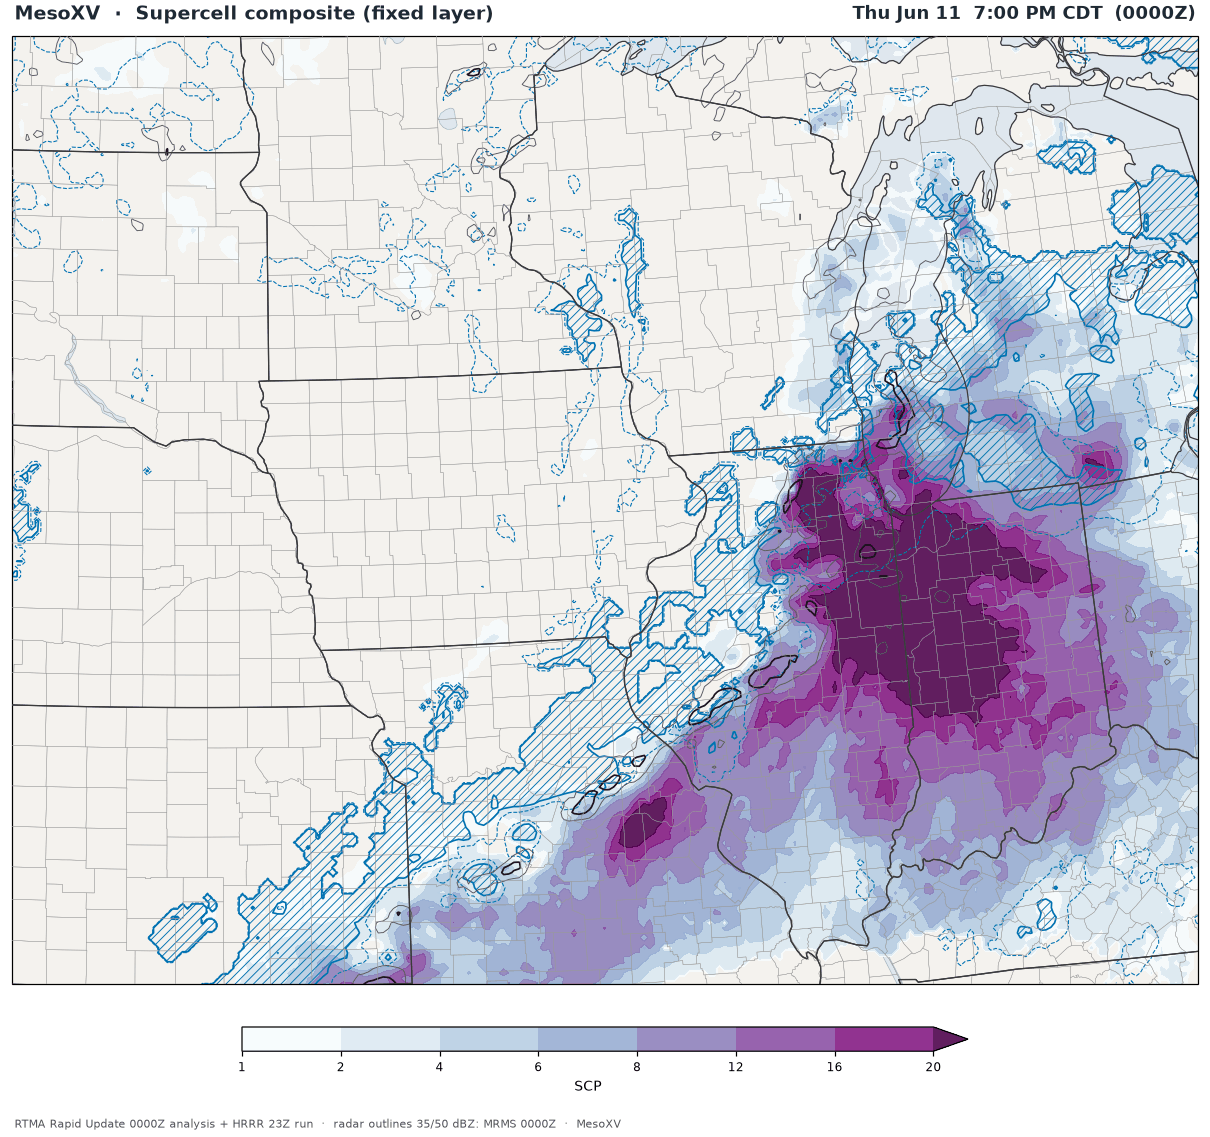 MesoXV · Supercell composite (fixed layer)
Thu Jun 11 7:00 PM CDT (0000Z)
1 2 4 6 8 12 16 20
SCP
RTMA Rapid Update 0000Z analysis + HRRR 23Z run · radar outlines 35/50 dBZ: MRMS 0000Z · MesoXV